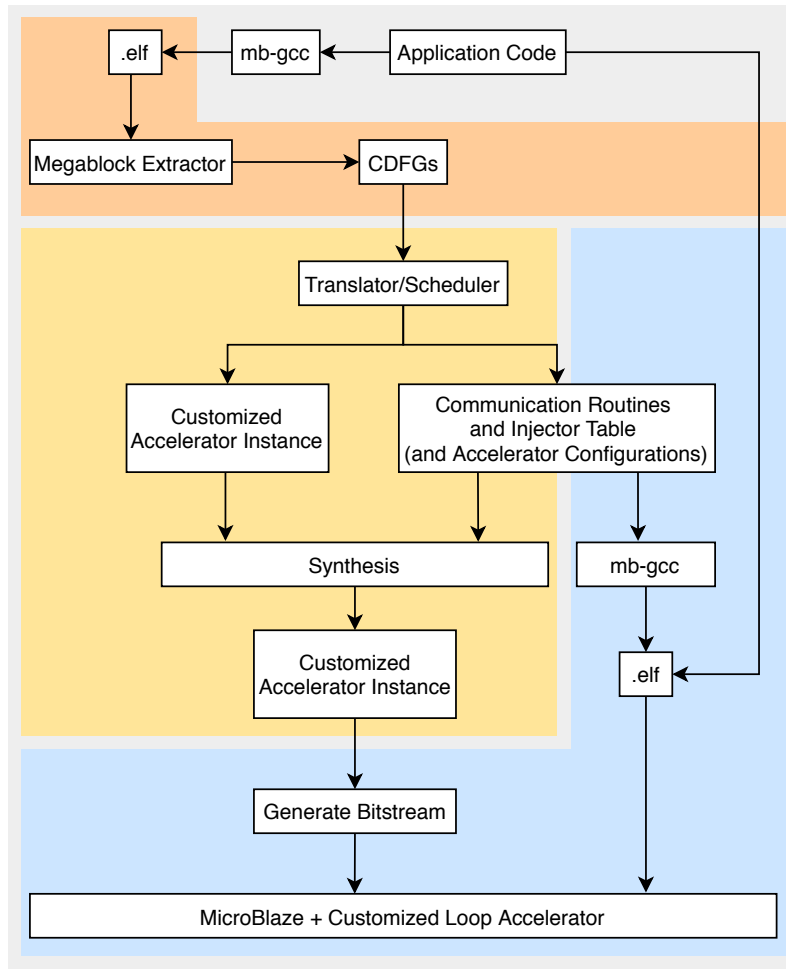 .elf
mb-gcc
Application Code
Megablock Extractor
CDFGs
Translator/Scheduler
Customized
Accelerator Instance
Communication Routines
and Injector Table
(and Accelerator Configurations)
Synthesis
mb-gcc
Customized
Accelerator Instance
.elf
Generate Bitstream
MicroBlaze + Customized Loop Accelerator